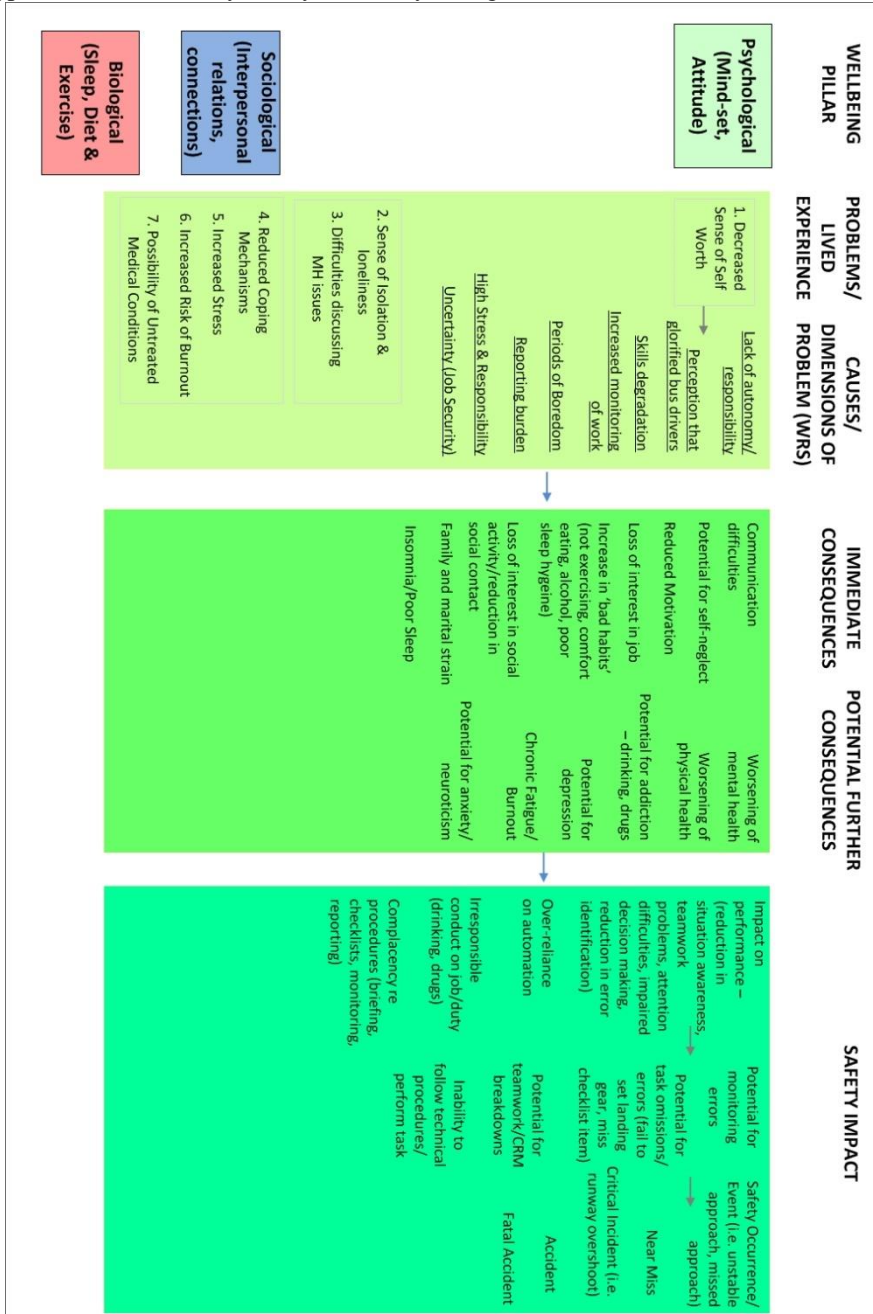 WELLBEING
PILLAR
Psychological
(Mind-set,
Attitude)
Sociological
(Interpersonal
relations,
connections)
Biological
(Sleep, Diet &
Exercise)
PROBLEMS/
LIVED
EXPERIENCE
1. Decreased
Sense of Self
Worth
2. Sense of Isolation &
loneliness
3. Difficulties discussing
MH issues
4. Reduced Coping
Mechanisms
5. Increased Stress
6. Increased Risk of Burnout
7. Possibility of Untreated
Medical Conditions
CAUSES/
DIMENSIONS OF
PROBLEM (WRS)
Lack of autonomy/
responsibility
Perception that
glorified bus drivers
Skills degradation
Increased monitoring
of work
Periods of Boredom
Reporting burden
High Stress & Responsibility
Uncertainty (Job Security)
IMMEDIATE
CONSEQUENCES
Communication
difficulties
Potential for self-neglect
Reduced Motivation
Loss of interest in job
Increase in ‘bad habits’
(not exercising, comfort
eating, alcohol, poor
sleep hygeine)
Loss of interest in social
activity/reduction in
social contact
Family and marital strain
Insomnia/Poor Sleep
POTENTIAL FURTHER
CONSEQUENCES
Worsening of
mental health
Worsening of
physical health
Potential for addiction
– drinking, drugs
Potential for
depression
Chronic Fatigue/
Burnout
Potential for anxiety/
neuroticism
SAFETY IMPACT
Impact on
performance –
(reduction in
situation awareness,
teamwork
problems, attention
difficulties, impaired
decision making,
reduction in error
identification)
Over-reliance
on automation
Irresponsible
conduct on job/duty
(drinking, drugs)
Complacency re
procedures (briefing,
checklists, monitoring,
reporting)
Potential for
monitoring
errors
Potential for
task omissions/
errors (fail to
set landing
gear, miss
checklist item)
Potential for
teamwork/CRM
breakdowns
Inability to
follow technical
procedures/
perform task
Safety Occurrence/
Event (i.e. unstable
approach, missed
approach)
Near Miss
Critical Incident (i.e.
runway overshoot)
Accident
Fatal Accident